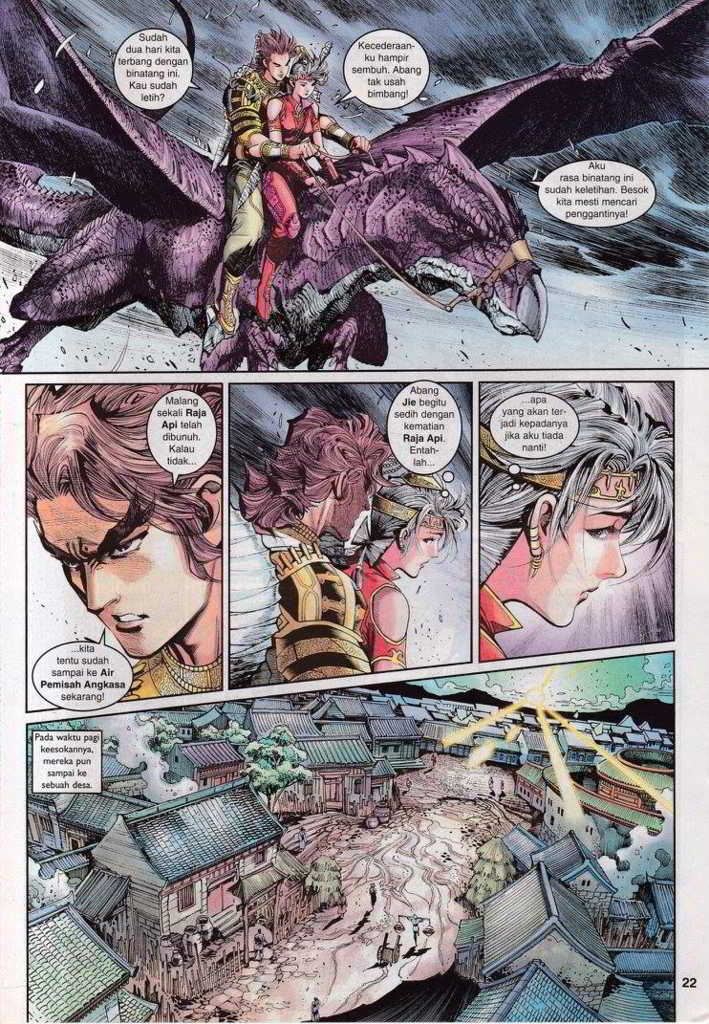 Sudah
dua hari kita
terbang dengan
binatang ini.
Kau sudah
letih?
Kecederaan-
ku hampir
sembuh. Abang
tak usah
bimbang!
Aku
rasa binatang ini
sudah keletihan. Besok
kita mesti mencari
penggantinya!
Malang
sekali Raja
Api telah
dibunuh.
Kalau
tidak...
...kita
tentu sudah
sampai ke Air
Pemisah Angkasa
sekarang!
Abang
Jie begitu
sedih dengan
kematian
Raja Api.
Entah-
lah...
...apa
yang akan ter-
jadi kepadanya
jika aku tiada
nanti!
Pada waktu pagi
keesokannya,
mereka pun
sampai ke
sebuah desa.
22